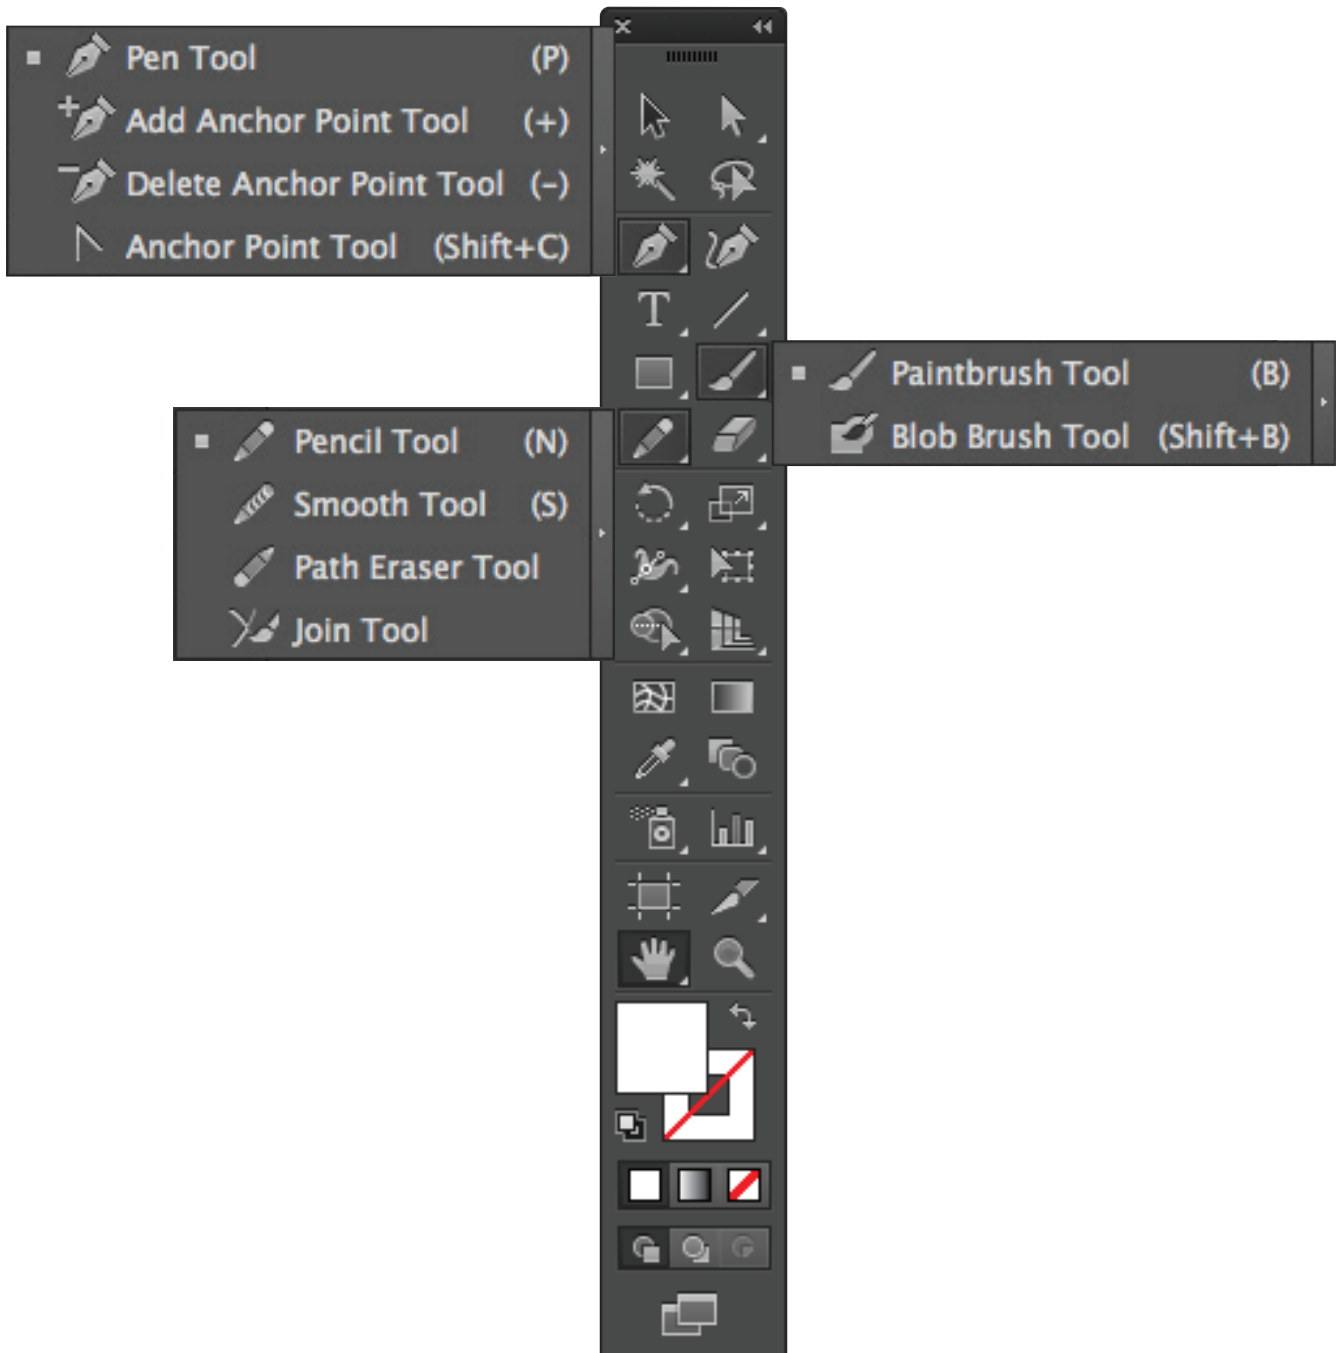 Pen Tool (P)
Add Anchor Point Tool (+)
Delete Anchor Point Tool (-)
Anchor Point Tool (Shift+C)
Paintbrush Tool (B)
Blob Brush Tool (Shift+B)
Pencil Tool (N)
Smooth Tool (S)
Path Eraser Tool
Join Tool